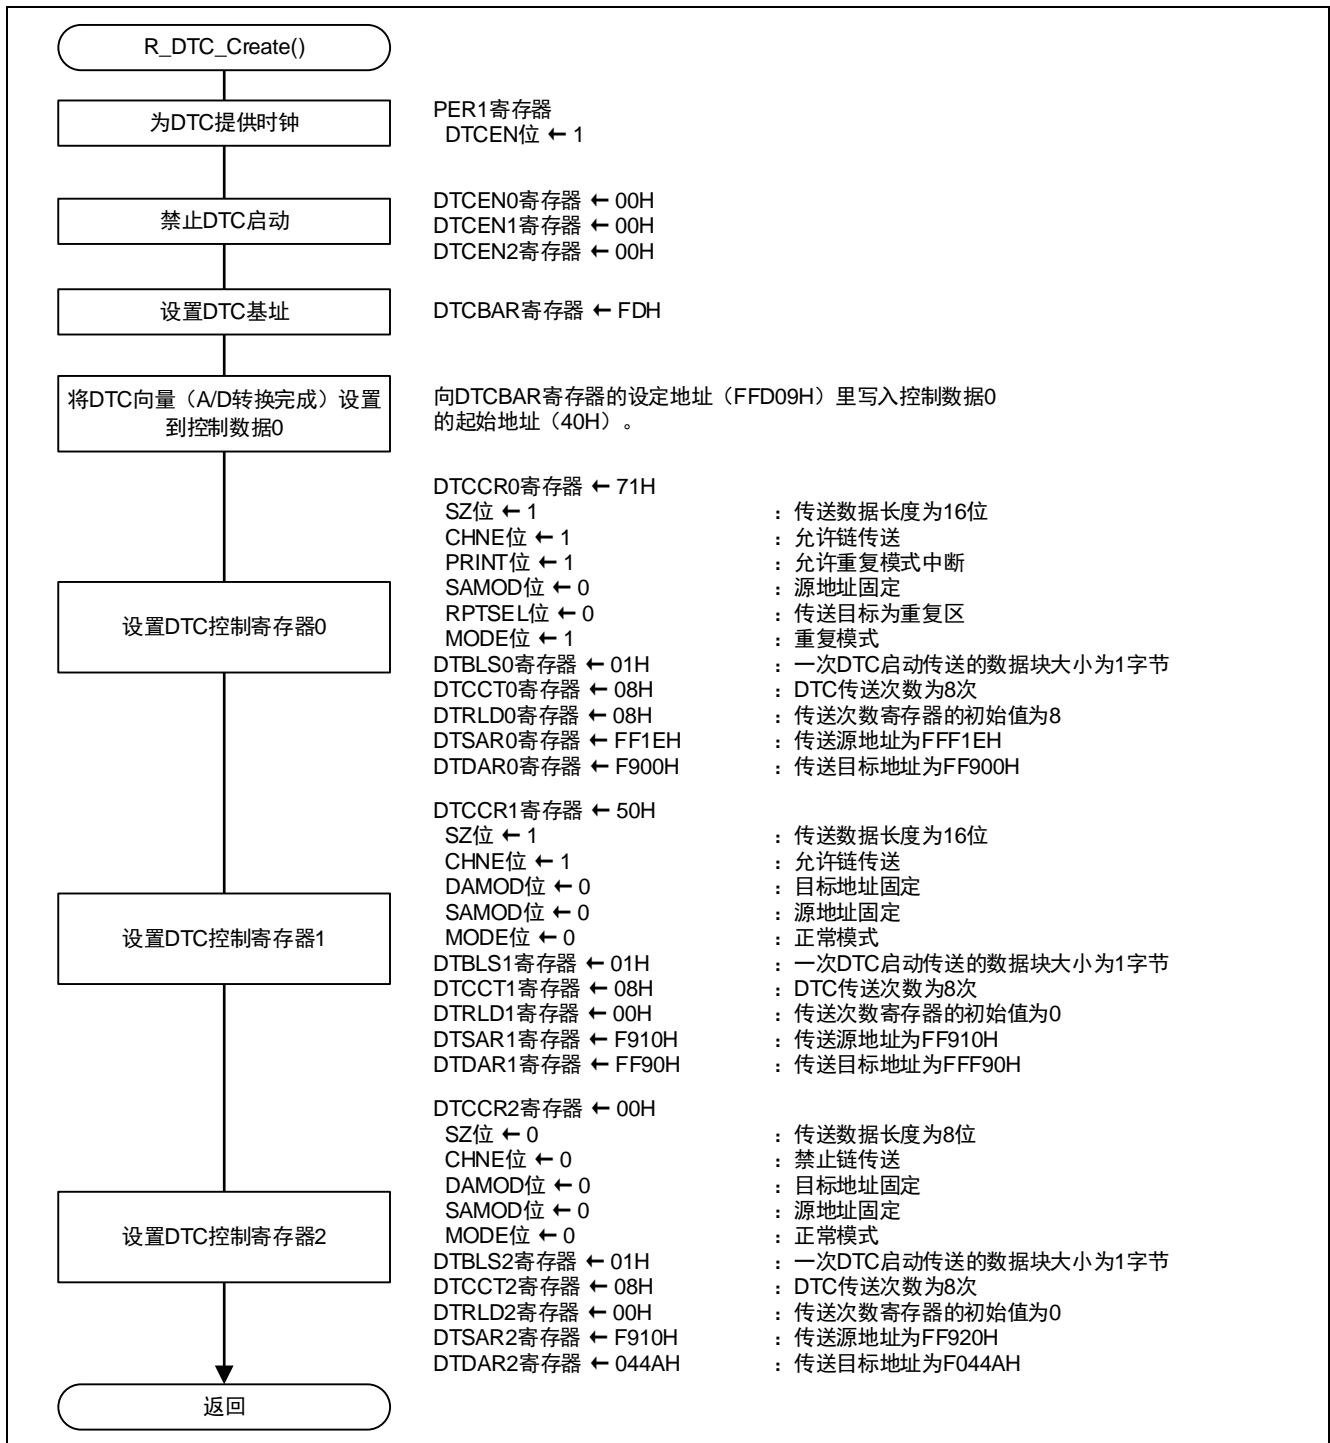 R_DTC_Create()
为DTC提供时钟
PER1寄存器
DTCEN位 ← 1
禁止DTC启动
DTCEN0寄存器 ← 00H
DTCEN1寄存器 ← 00H
DTCEN2寄存器 ← 00H
设置DTC基址
DTCBAR寄存器 ← FDH
将DTC向量（A/D转换完成）设置
到控制数据0
向DTCBAR寄存器的设定地址（FFD09H）里写入控制数据0
的起始地址（40H）。
设置DTC控制寄存器0
DTCCR0寄存器 ← 71H
SZ位 ← 1 ：传送数据长度为16位
CHNE位 ← 1 ：允许链传送
PRINT位 ← 1 ：允许重复模式中断
SAMOD位 ← 0 ：源地址固定
RPTSEL位 ← 0 ：传送目标为重复区
MODE位 ← 1 ：重复模式
DTBLS0寄存器 ← 01H ：一次DTC启动传送的数据块大小为1字节
DTCCT0寄存器 ← 08H ：DTC传送次数为8次
DTRLD0寄存器 ← 08H ：传送次数寄存器的初始值为8
DTSAR0寄存器 ← FF1EH ：传送源地址为FFF1EH
DTDAR0寄存器 ← F900H ：传送目标地址为FF900H
设置DTC控制寄存器1
DTCCR1寄存器 ← 50H
SZ位 ← 1 ：传送数据长度为16位
CHNE位 ← 1 ：允许链传送
DAMOD位 ← 0 ：目标地址固定
SAMOD位 ← 0 ：源地址固定
MODE位 ← 0 ：正常模式
DTBLS1寄存器 ← 01H ：一次DTC启动传送的数据块大小为1字节
DTCCT1寄存器 ← 08H ：DTC传送次数为8次
DTRLD1寄存器 ← 00H ：传送次数寄存器的初始值为0
DTSAR1寄存器 ← F910H ：传送源地址为FF910H
DTDAR1寄存器 ← FF90H ：传送目标地址为FFF90H
设置DTC控制寄存器2
DTCCR2寄存器 ← 00H
SZ位 ← 0 ：传送数据长度为8位
CHNE位 ← 0 ：禁止链传送
DAMOD位 ← 0 ：目标地址固定
SAMOD位 ← 0 ：源地址固定
MODE位 ← 0 ：正常模式
DTBLS2寄存器 ← 01H ：一次DTC启动传送的数据块大小为1字节
DTCCT2寄存器 ← 08H ：DTC传送次数为8次
DTRLD2寄存器 ← 00H ：传送次数寄存器的初始值为0
DTSAR2寄存器 ← F910H ：传送源地址为FF920H
DTDAR2寄存器 ← 044AH ：传送目标地址为F044AH
返回